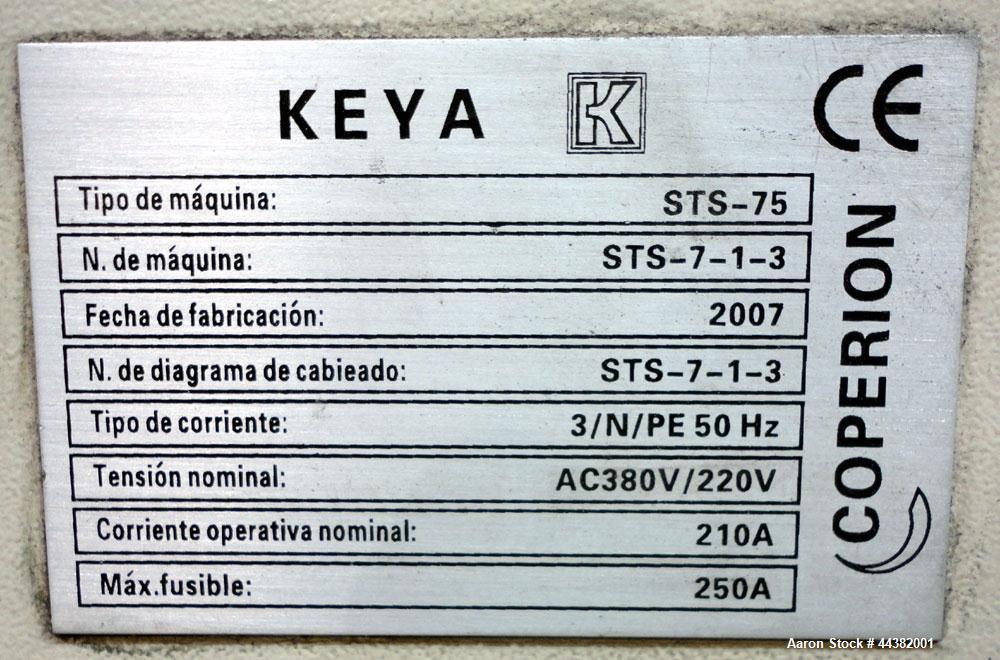 KEYA K CE
Tipo de máquina: STS-75
N. de máquina: STS-7-1-3
Fecha de fabricación: 2007
N. de diagrama de cabieado: STS-7-1-3
Tipo de corriente: 3/N/PE 50 Hz
Tensión nominal: AC380V/220V
Corriente operativa nominal: 210A
Máx.fusible: 250A
COPERION
Aaron Stock # 44382001